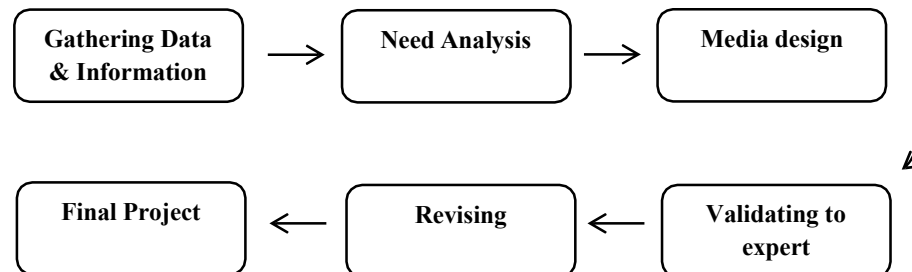 Gathering Data
& Information
Need Analysis
Media design
Validating to
expert
Revising
Final Project